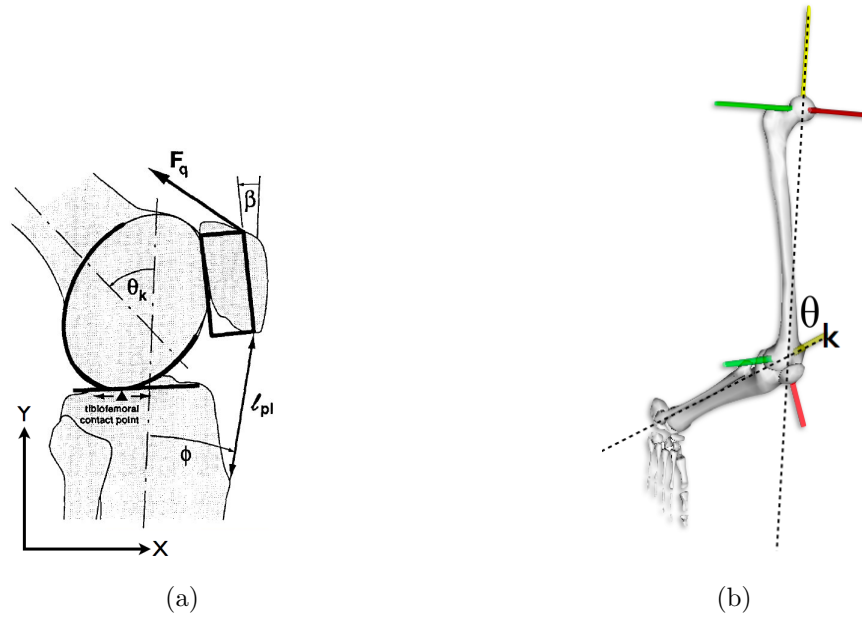 F_q
β
θ_k
tibiofemoral
contact point
ℓ_pl
Y
ϕ
X
(a)
θ_k
(b)